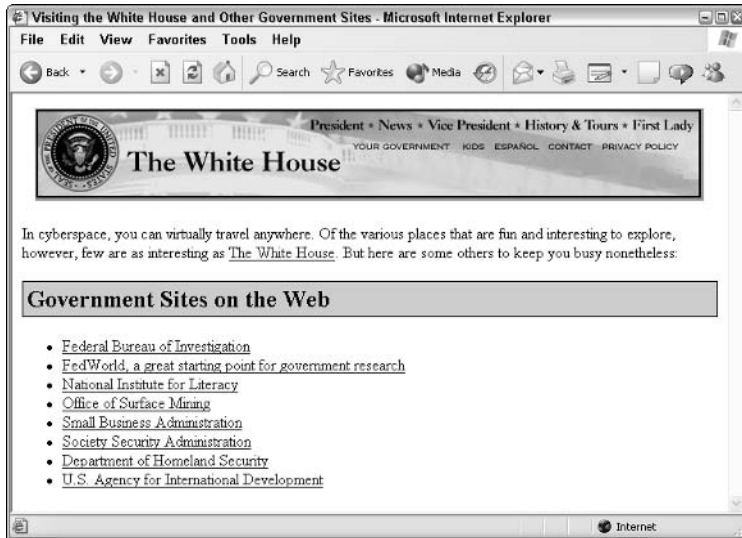 Visiting the White House and Other Government Sites - Microsoft Internet Explorer
File Edit View Favorites Tools Help
Back Search Favorites Media
President * News * Vice President * History & Tours * First Lady
YOUR GOVERNMENT KIDS ESPAÑOL CONTACT PRIVACY POLICY
The White House
In cyberspace, you can virtually travel anywhere. Of the various places that are fun and interesting to explore,
however, few are as interesting as The White House. But here are some others to keep you busy nonetheless:
Government Sites on the Web
• Federal Bureau of Investigation
• FedWorld, a great starting point for government research
• National Institute for Literacy
• Office of Surface Mining
• Small Business Administration
• Society Security Administration
• Department of Homeland Security
• U.S. Agency for International Development
Internet